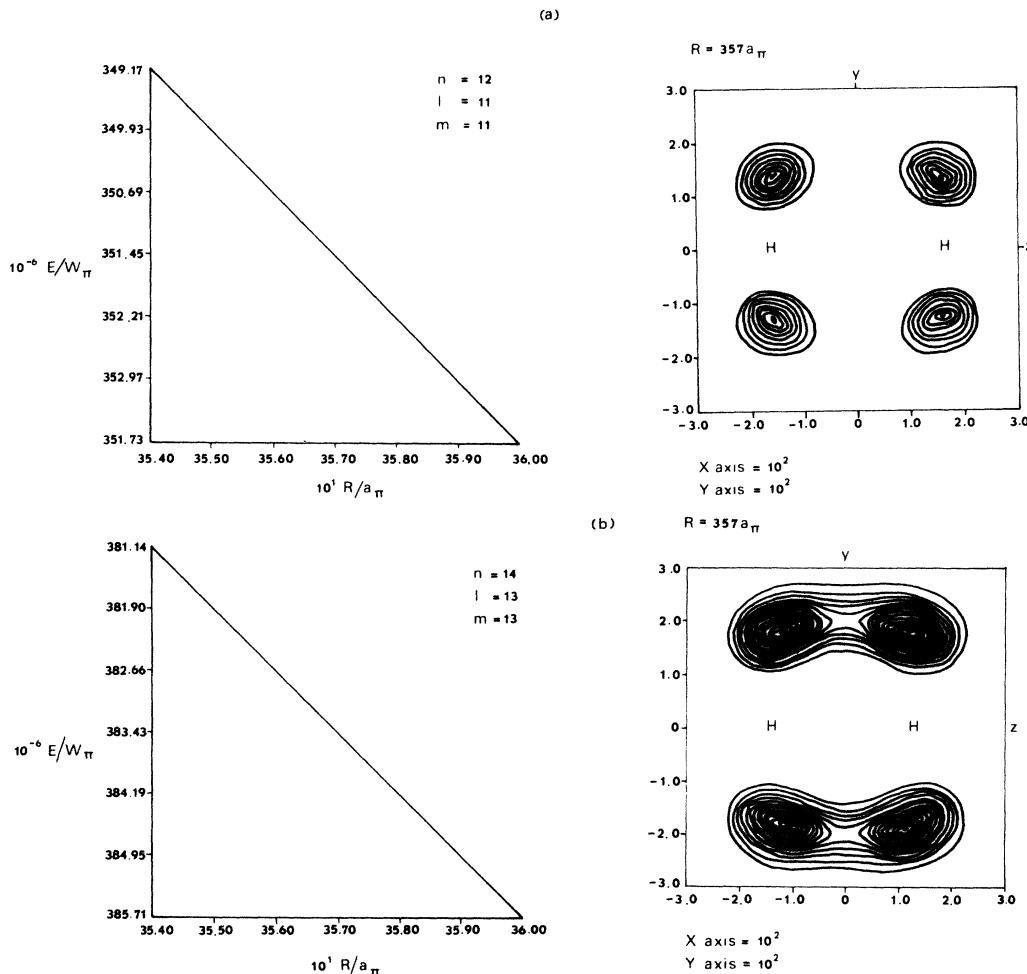 (a)
349.17
349.93
350.69
351.45
352.21
352.97
351.73
10⁻⁶ E/W_π
35.40 35.50 35.60 35.70 35.80 35.90 36.00
10¹ R/a_π
n = 12
l = 11
m = 11
R = 357a_π
y
3.0
2.0
1.0
0
-1.0
-2.0
-3.0
H H
z
-3.0 -2.0 -1.0 0 1.0 2.0 3.0
X axis = 10²
Y axis = 10²
(b)
381.14
381.90
382.66
383.43
384.19
384.95
385.71
10⁻⁶ E/W_π
35.40 35.50 35.60 35.70 35.80 35.90 36.00
10¹ R/a_π
n = 14
l = 13
m = 13
R = 357a_π
y
3.0
2.0
1.0
0
-1.0
-2.0
-3.0
H H
z
-3.0 -2.0 -1.0 0 1.0 2.0 3.0
X axis = 10²
Y axis = 10²